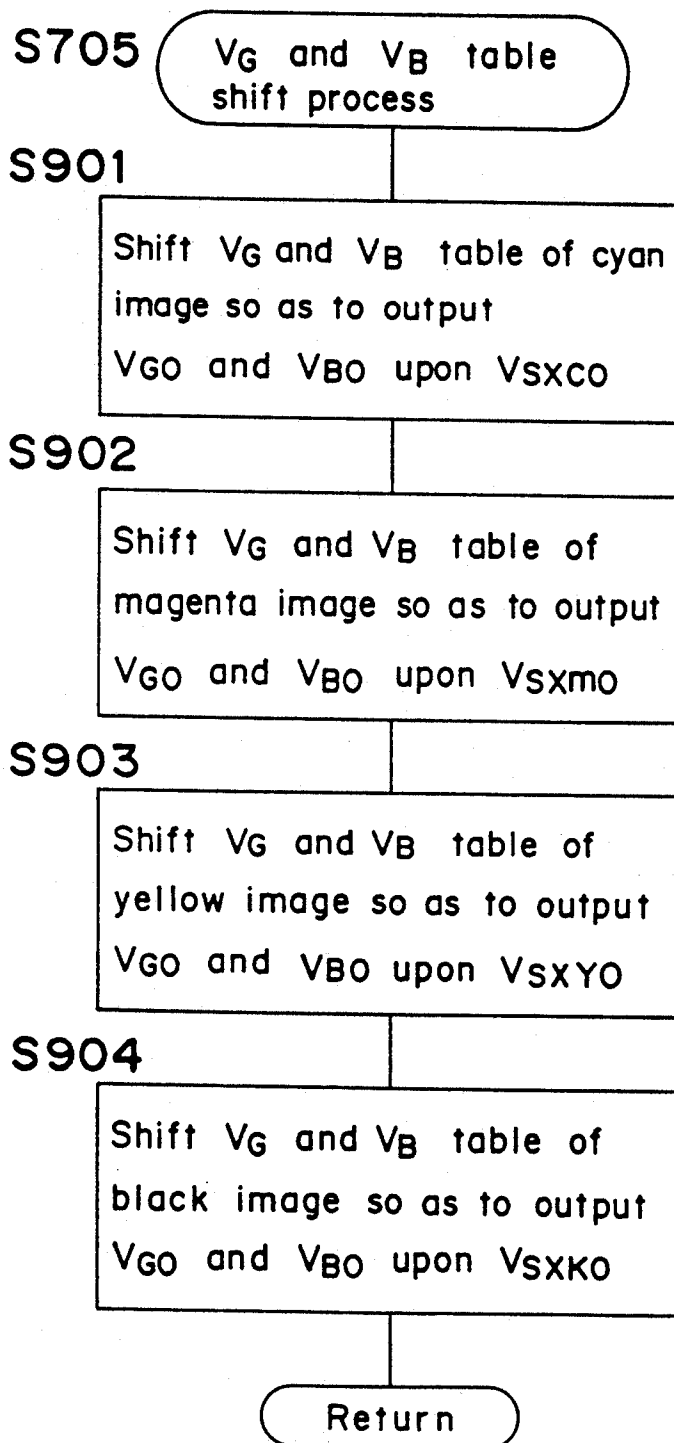 S705
VG and VB table
shift process
S901
Shift VG and VB table of cyan
image so as to output
VGO and VBO upon VSXCO
S902
Shift VG and VB table of
magenta image so as to output
VGO and VBO upon VSXmO
S903
Shift VG and VB table of
yellow image so as to output
VGO and VBO upon VSXYO
S904
Shift VG and VB table of
black image so as to output
VGO and VBO upon VSXKO
Return